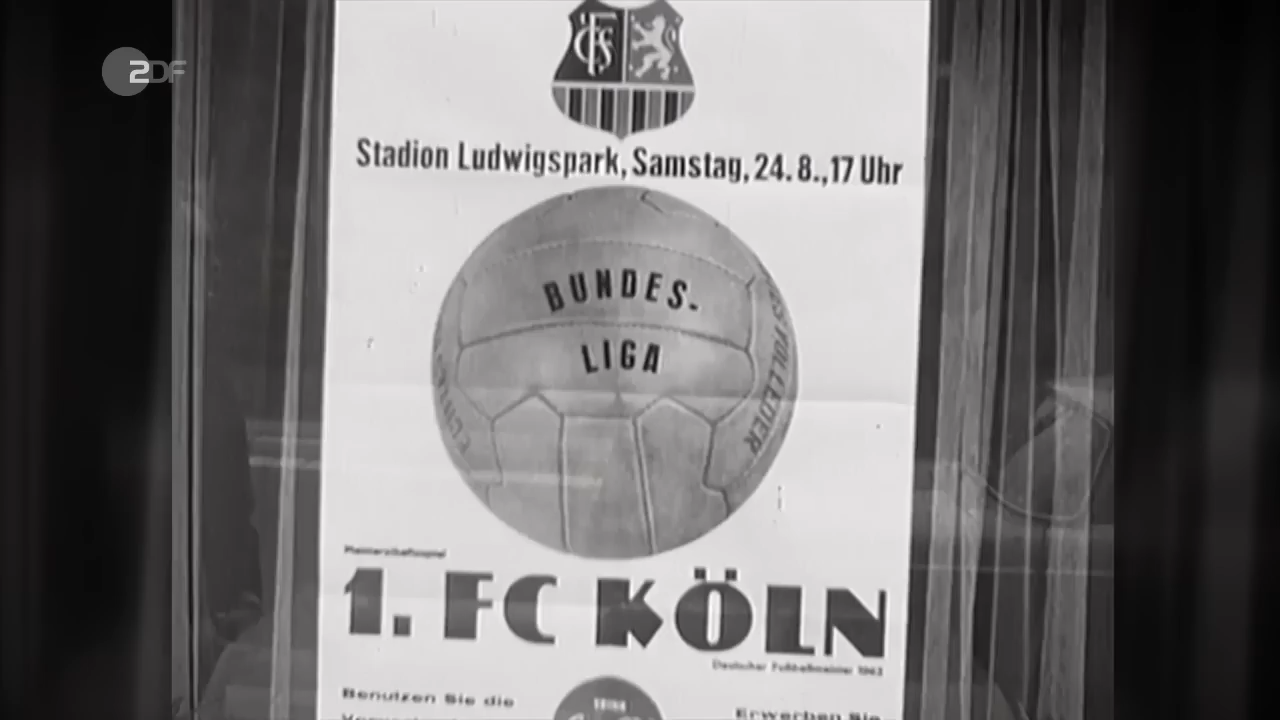 ZDF
FCS
Stadion Ludwigspark, Samstag, 24.8., 17 Uhr
BUNDES-
LIGA
Meisterschaftsspiel
1. FC KÖLN
Deutscher Fußballmeister 1962
Benutzen Sie die
Erwerben Sie